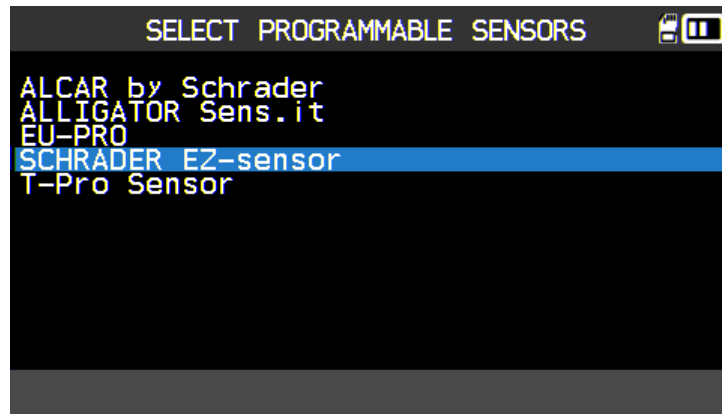 SELECT PROGRAMMABLE SENSORS
ALCAR by Schrader
ALLIGATOR Sens.it
EU-PRO
SCHRADER EZ-sensor
T-Pro Sensor